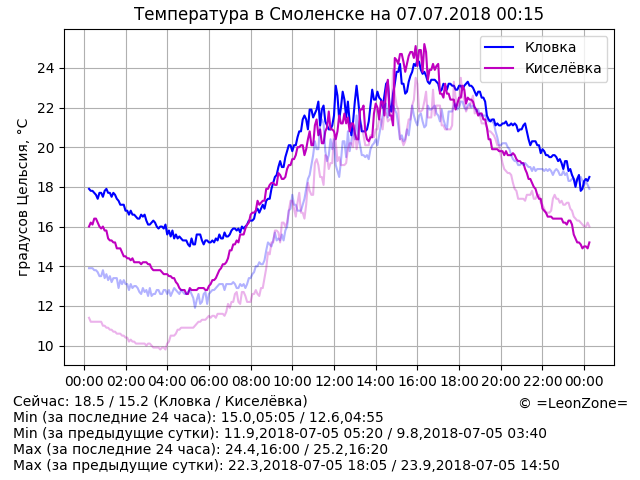 Температура в Смоленске на 07.07.2018 00:15
Кловка
Киселёвка
градусов Цельсия, °C
24
22
20
18
16
14
12
10
00:00 02:00 04:00 06:00 08:00 10:00 12:00 14:00 16:00 18:00 20:00 22:00 00:00
Сейчас: 18.5 / 15.2 (Кловка / Киселёвка)
© =LeonZone=
Min (за последние 24 часа): 15.0,05:05 / 12.6,04:55
Min (за предыдущие сутки): 11.9,2018-07-05 05:20 / 9.8,2018-07-05 03:40
Max (за последние 24 часа): 24.4,16:00 / 25.2,16:20
Max (за предыдущие сутки): 22.3,2018-07-05 18:05 / 23.9,2018-07-05 14:50